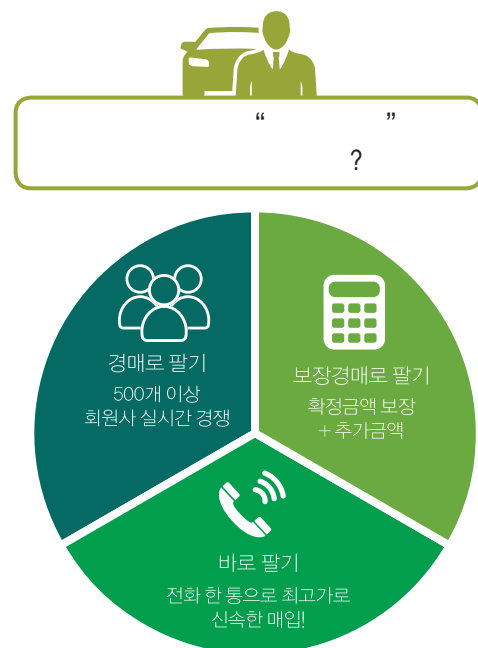 “ ”
?
경매로 팔기
500개 이상
회원사 실시간 경쟁
보장경매로 팔기
확정금액 보장
+ 추가금액
바로 팔기
전화 한 통으로 최고가로
신속한 매입!